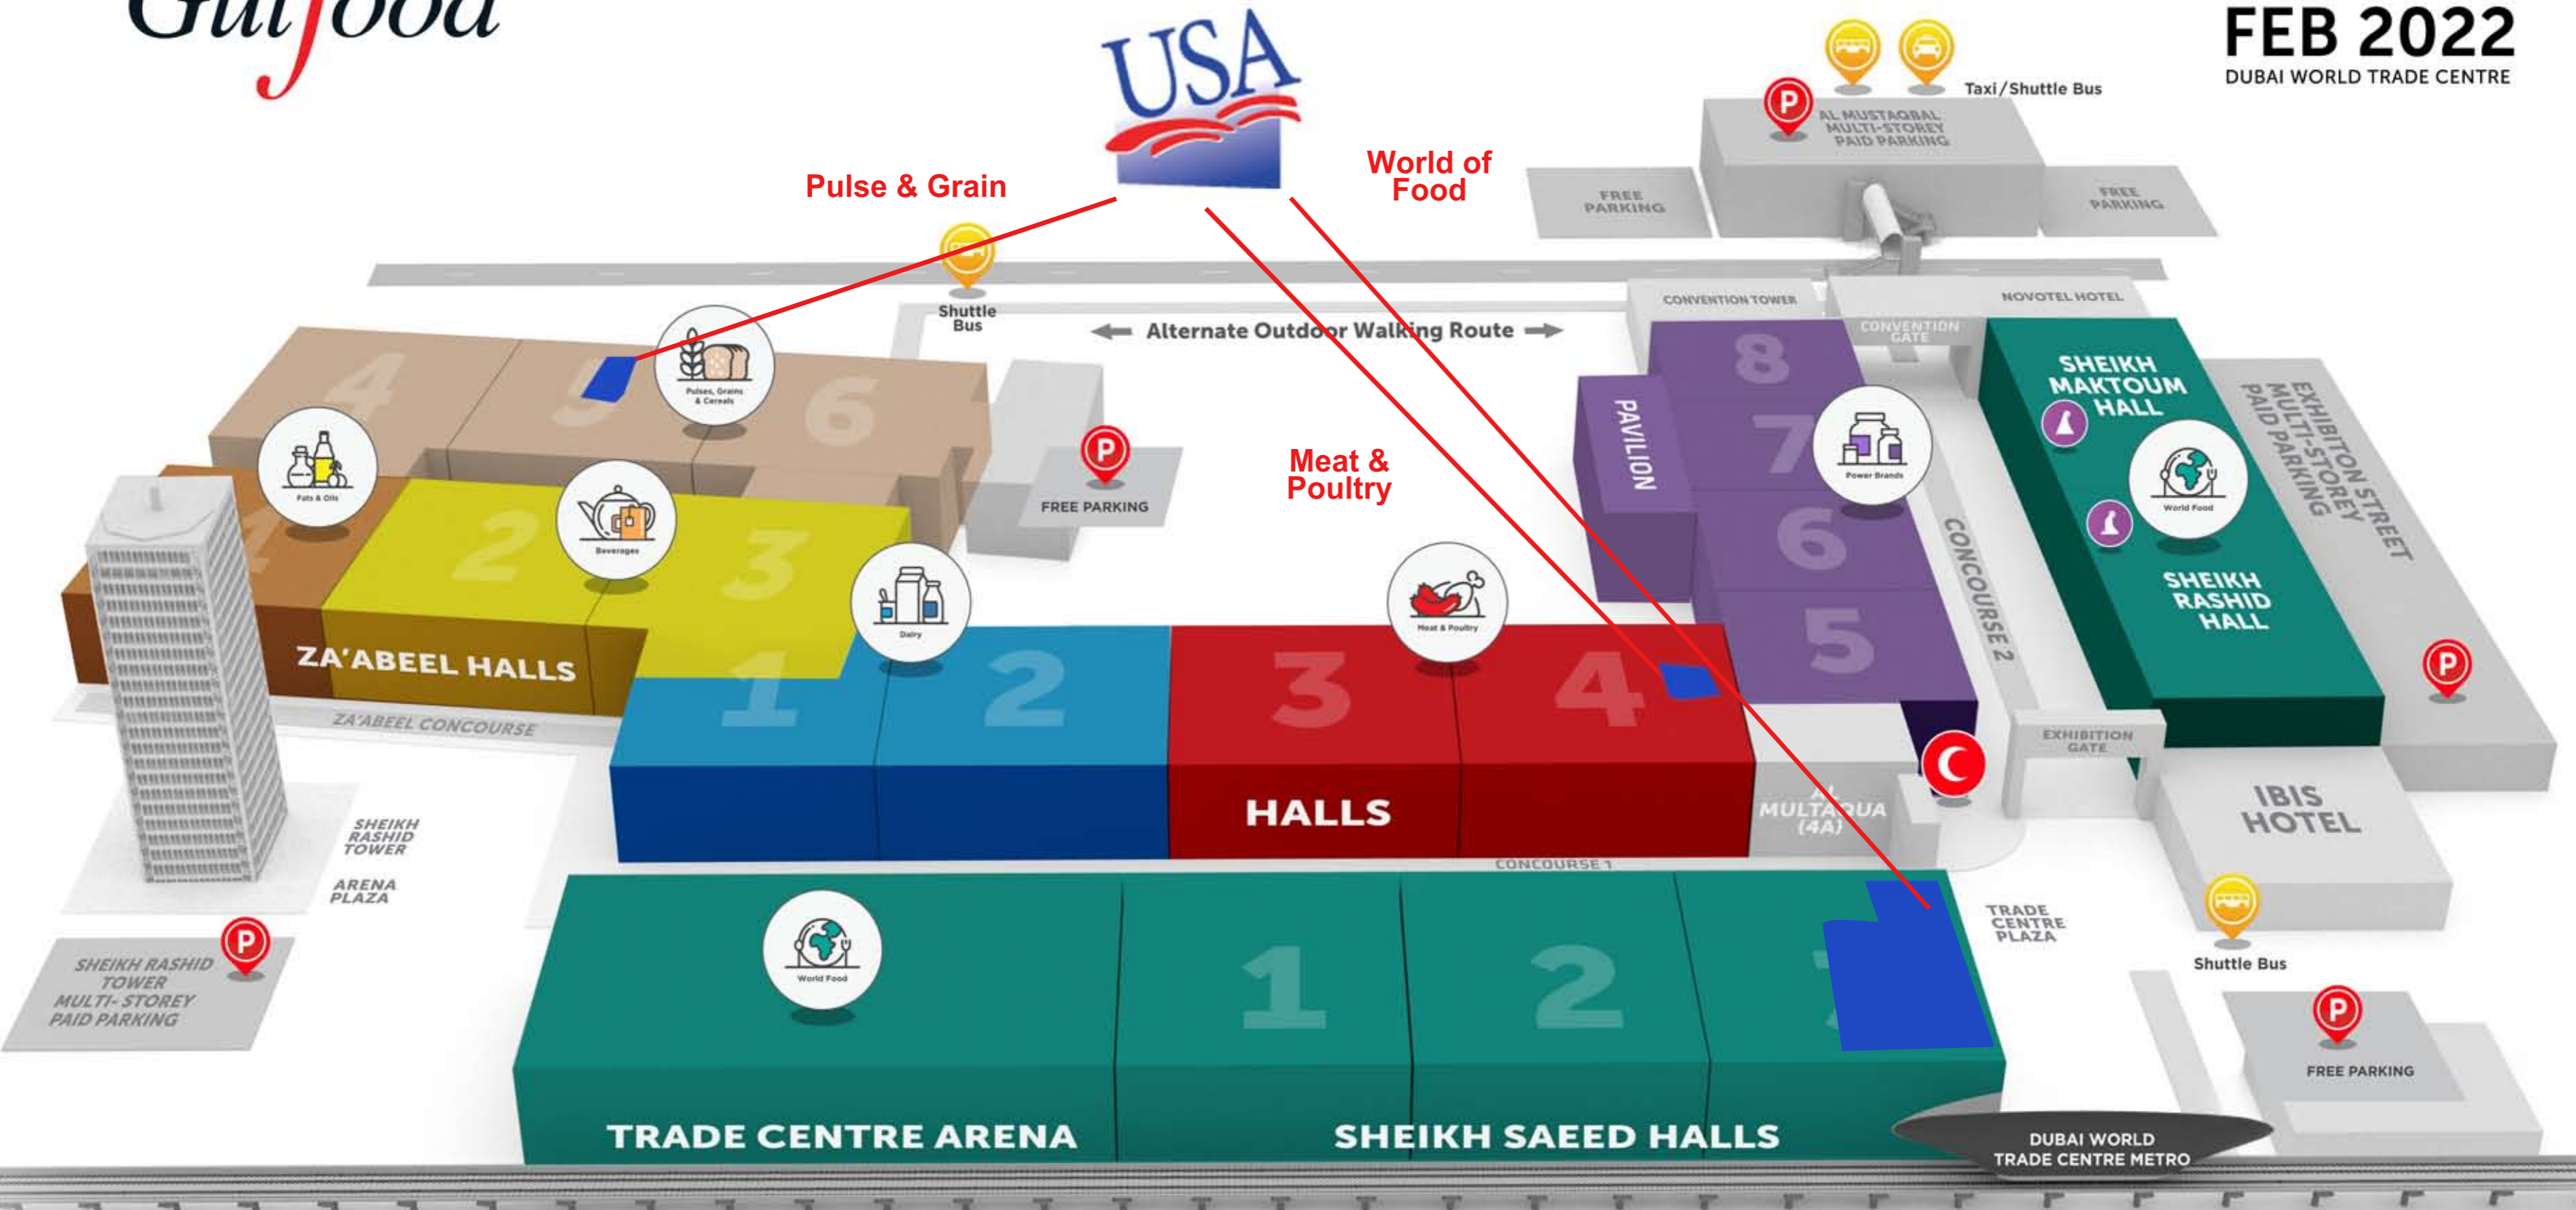 Gulfood
USA
FEB 2022
DUBAI WORLD TRADE CENTRE
Taxi/Shuttle Bus
P
AL MUSTAQBAL
MULTI-STOREY
PAID PARKING
FREE
PARKING
FREE
PARKING
World of
Food
Pulse & Grain
Shuttle
Bus
Alternate Outdoor Walking Route
CONVENTION TOWER
NOVOTEL HOTEL
CONVENTION
GATE
4
5
6
Pulses, Grains
& Cereals
8
7
6
5
PAVILION
Power Brands
CONCOURSE 2
SHEIKH
MAKTOUM
HALL
World Food
SHEIKH
RASHID
HALL
EXHIBITON STREET
MULTI-STOREY
PAID PARKING
P
Fats & Oils
Beverages
1
2
3
ZA'ABEEL HALLS
ZA'ABEEL CONCOURSE
P
FREE PARKING
Meat &
Poultry
Dairy
Meat & Poultry
1
2
3
4
HALLS
AL
MULTAQUA
(4A)
EXHIBITION
GATE
IBIS
HOTEL
SHEIKH
RASHID
TOWER
ARENA
PLAZA
CONCOURSE 1
P
SHEIKH RASHID
TOWER
MULTI- STOREY
PAID PARKING
World Food
1
2
TRADE
CENTRE
PLAZA
Shuttle Bus
P
FREE PARKING
TRADE CENTRE ARENA
SHEIKH SAEED HALLS
DUBAI WORLD
TRADE CENTRE METRO